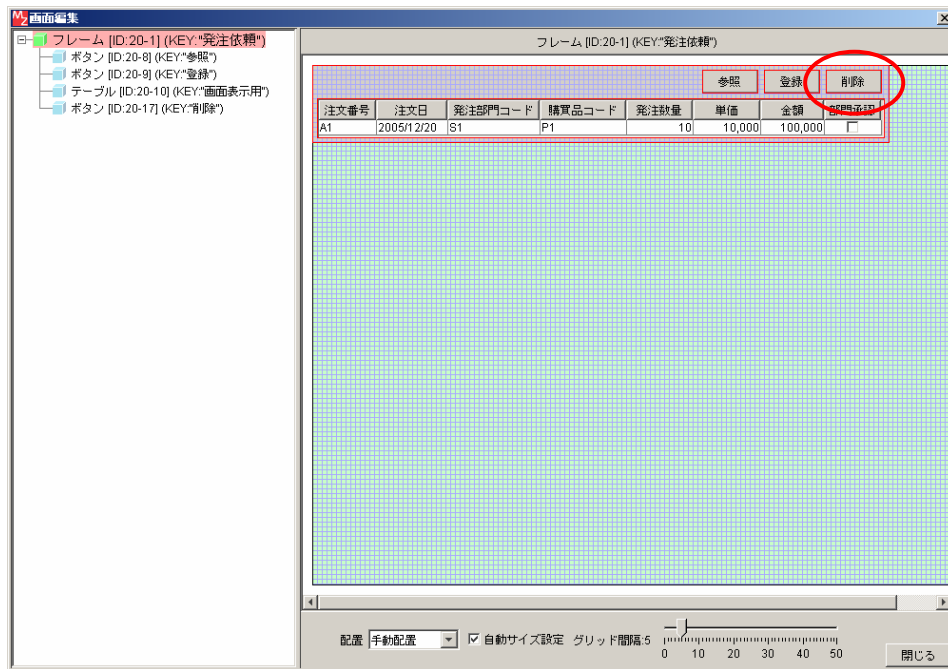 MZ 画面編集
フレーム [ID:20-1] (KEY:"発注依頼")
ボタン [ID:20-8] (KEY:"参照")
ボタン [ID:20-9] (KEY:"登録")
テーブル [ID:20-10] (KEY:"画面表示用")
ボタン [ID:20-17] (KEY:"削除")
フレーム [ID:20-1] (KEY:"発注依頼")
参照 登録 削除
注文番号 注文日 発注部門コード 購買品コード 発注数量 単価 金額 部門承認
A1 2005/12/20 S1 P1 10 10,000 100,000
配置 手動配置 自動サイズ設定 グリッド間隔:5
0 10 20 30 40 50
閉じる